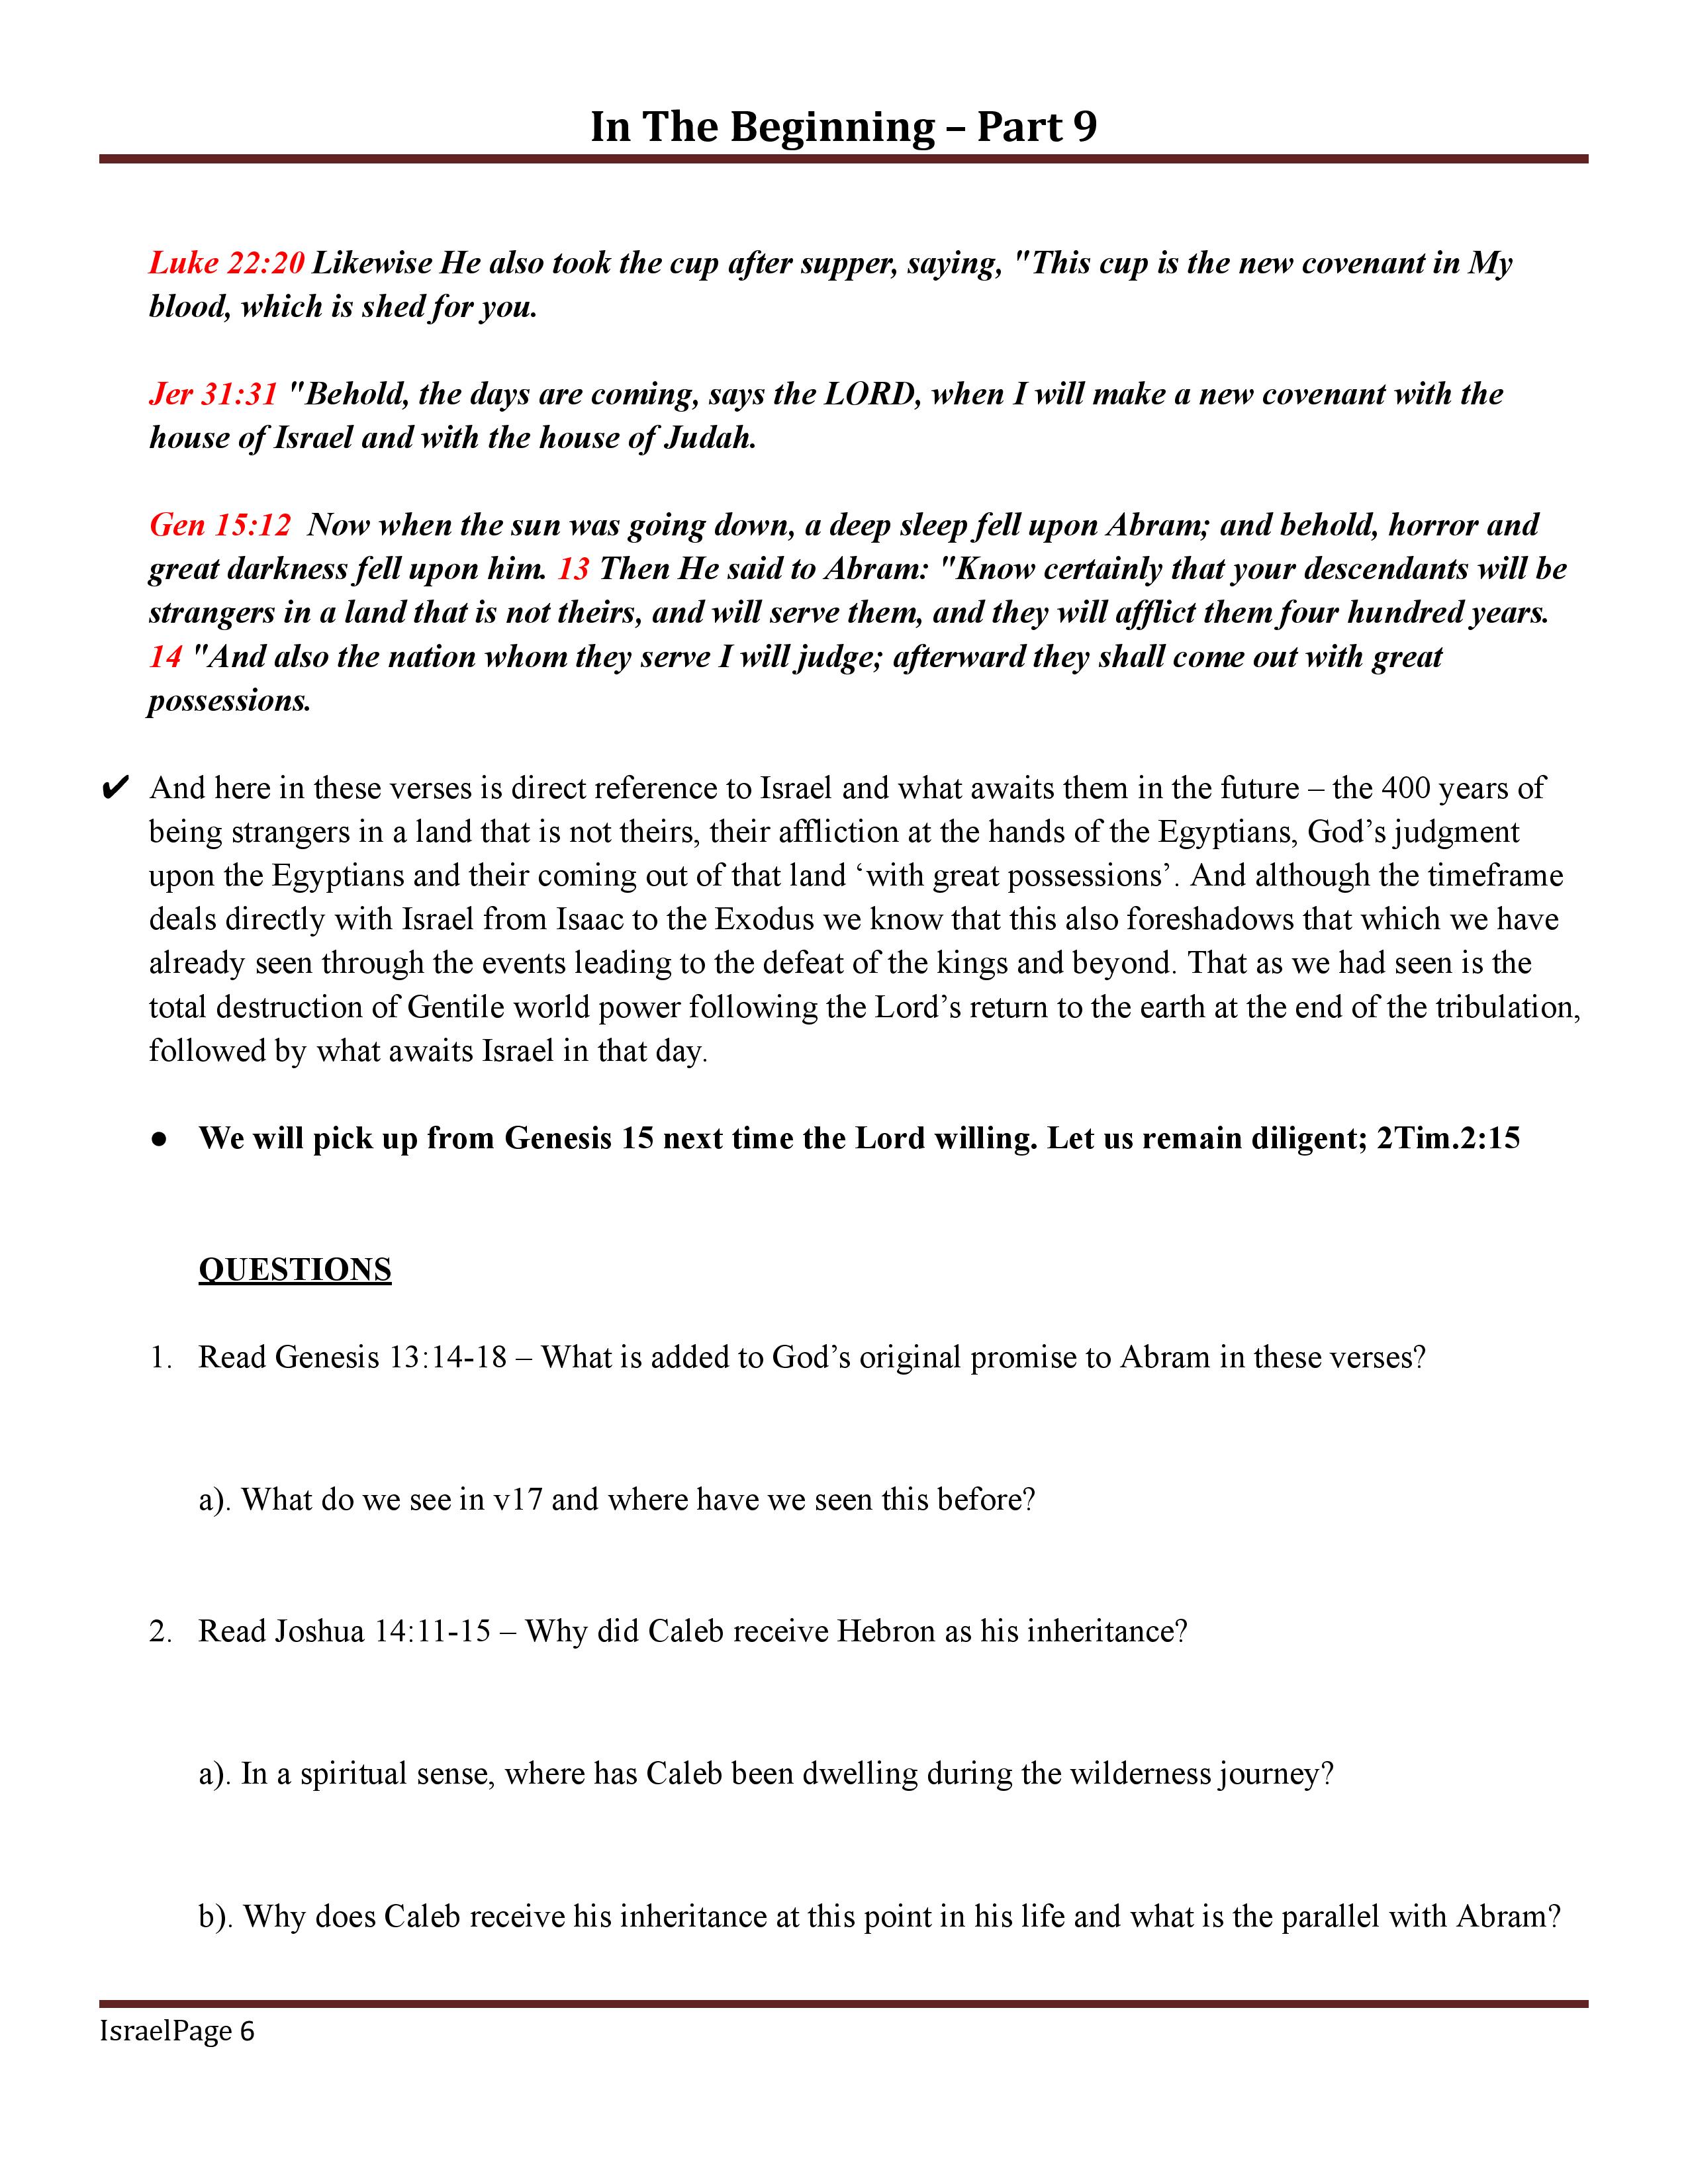 In The Beginning – Part 9
Luke 22:20 Likewise He also took the cup after supper, saying, "This cup is the new covenant in My
blood, which is shed for you.
Jer 31:31 "Behold, the days are coming, says the LORD, when I will make a new covenant with the
house of Israel and with the house of Judah.
Gen 15:12  Now when the sun was going down, a deep sleep fell upon Abram; and behold, horror and
great darkness fell upon him. 13 Then He said to Abram: "Know certainly that your descendants will be
strangers in a land that is not theirs, and will serve them, and they will afflict them four hundred years.
14 "And also the nation whom they serve I will judge; afterward they shall come out with great
possessions.
✔ And here in these verses is direct reference to Israel and what awaits them in the future – the 400 years of
being strangers in a land that is not theirs, their affliction at the hands of the Egyptians, God’s judgment
upon the Egyptians and their coming out of that land ‘with great possessions’. And although the timeframe
deals directly with Israel from Isaac to the Exodus we know that this also foreshadows that which we have
already seen through the events leading to the defeat of the kings and beyond. That as we had seen is the
total destruction of Gentile world power following the Lord’s return to the earth at the end of the tribulation,
followed by what awaits Israel in that day.
● We will pick up from Genesis 15 next time the Lord willing. Let us remain diligent; 2Tim.2:15
QUESTIONS
1. Read Genesis 13:14-18 – What is added to God’s original promise to Abram in these verses?
a). What do we see in v17 and where have we seen this before?
2. Read Joshua 14:11-15 – Why did Caleb receive Hebron as his inheritance?
a). In a spiritual sense, where has Caleb been dwelling during the wilderness journey?
b). Why does Caleb receive his inheritance at this point in his life and what is the parallel with Abram?
IsraelPage 6